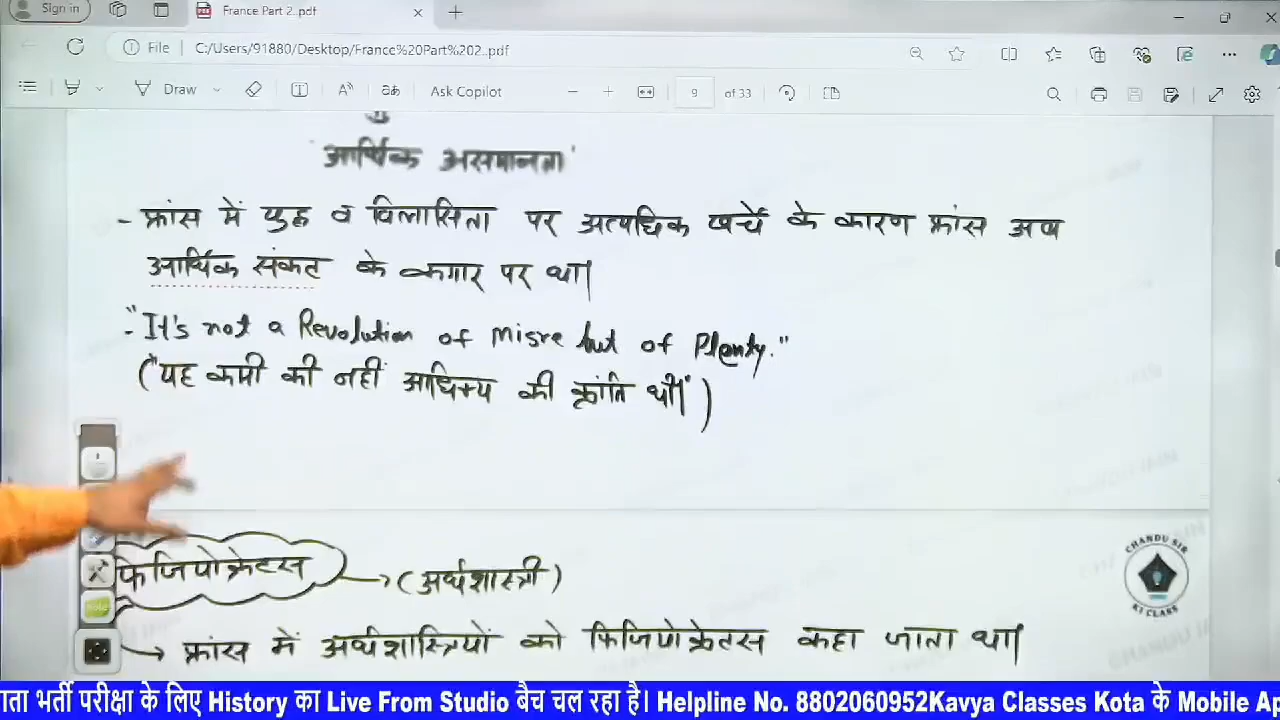 Sign in
France Part 2..pdf
File
C:/Users/91880/Desktop/France%20Part%202..pdf
Draw
Ask Copilot
9
of 33
आर्थिक असमानता
- फ्रांस में युद्ध व विलासिता पर अत्यधिक खर्चे के कारण फ्रांस अब
आर्थिक संकट के कगार पर था।
- "It's not a Revolution of Misre but of Plenty."
("यह कमी की नहीं आधिक्य की क्रांति थी।")
फिजियोक्रेटस → (अर्थशास्त्री)
→ फ्रांस में अर्थशास्त्रियों को फिजियोक्रेटस कहा जाता था।
CHANDU SIR
KI CLASS
ाता भर्ती परीक्षा के लिए History का Live From Studio बैच चल रहा है। Helpline No. 8802060952Kavya Classes Kota के Mobile Ap